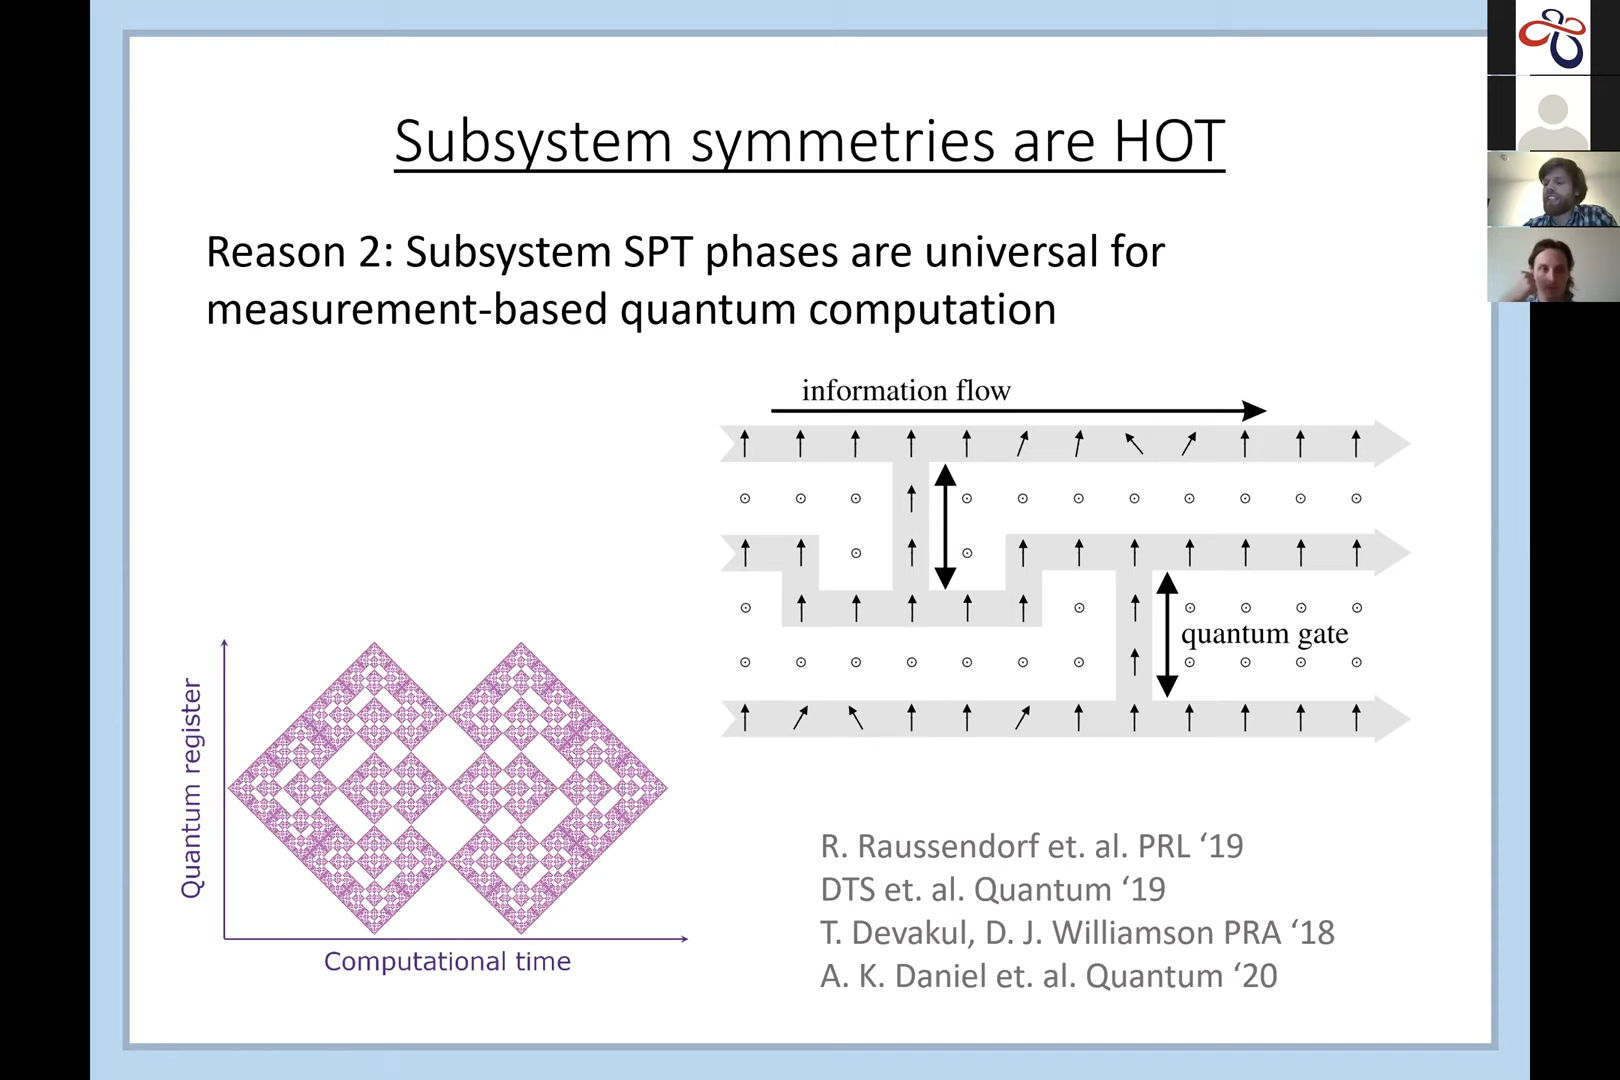 Subsystem symmetries are HOT
Reason 2: Subsystem SPT phases are universal for
measurement-based quantum computation
information flow
quantum gate
Quantum register
Computational time
R. Raussendorf et. al. PRL ‘19
DTS et. al. Quantum ‘19
T. Devakul, D. J. Williamson PRA ‘18
A. K. Daniel et. al. Quantum ‘20